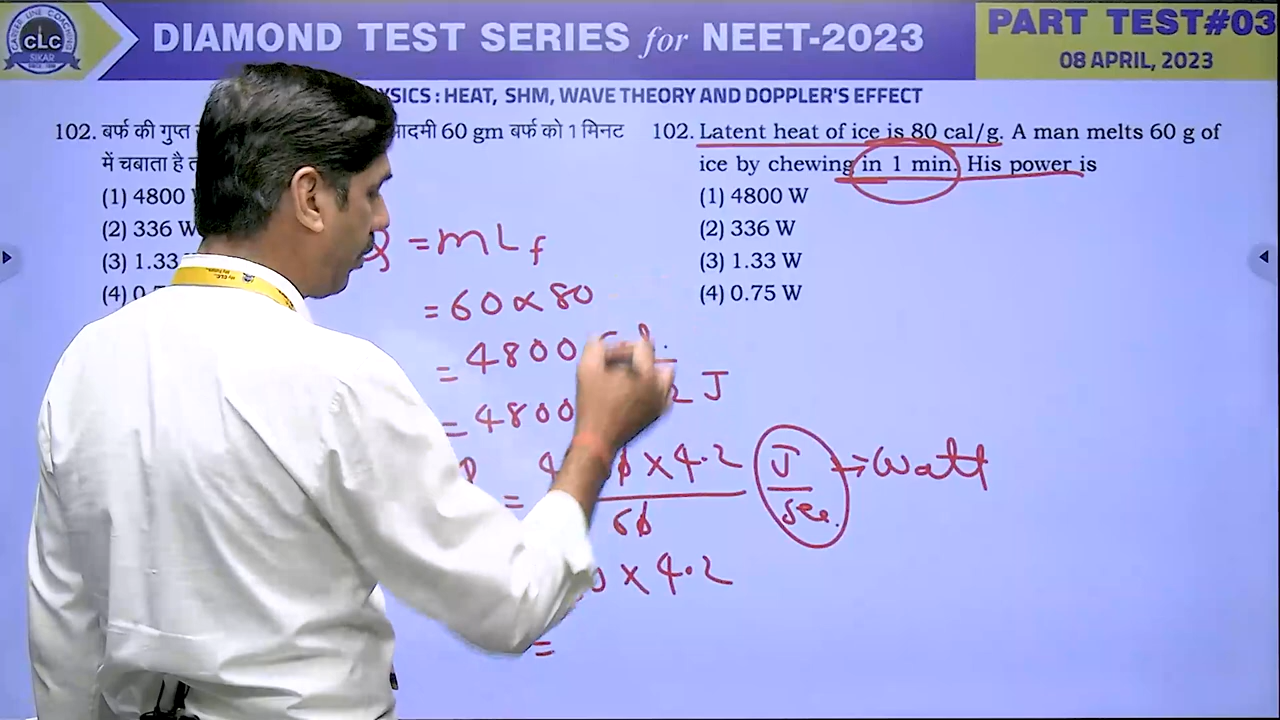 CAREER LINE COACHING
CLC
SIKAR
DIAMOND TEST SERIES for NEET-2023
PART TEST#03
08 APRIL, 2023
YSICS : HEAT, SHM, WAVE THEORY AND DOPPLER'S EFFECT
102. बर्फ की गुप्त
आदमी 60 gm बर्फ को 1 मिनट
में चबाता है
(1) 4800
(2) 336 W
(3) 1.33
(4)
102. Latent heat of ice is 80 cal/g. A man melts 60 g of
ice by chewing in 1 min. His power is
(1) 4800 W
(2) 336 W
(3) 1.33 W
(4) 0.75 W
= m L f
= 60 × 80
= 4800
= 4800 2 J
= × 4.2 J → Watt
60 sec.
× 4.2
=